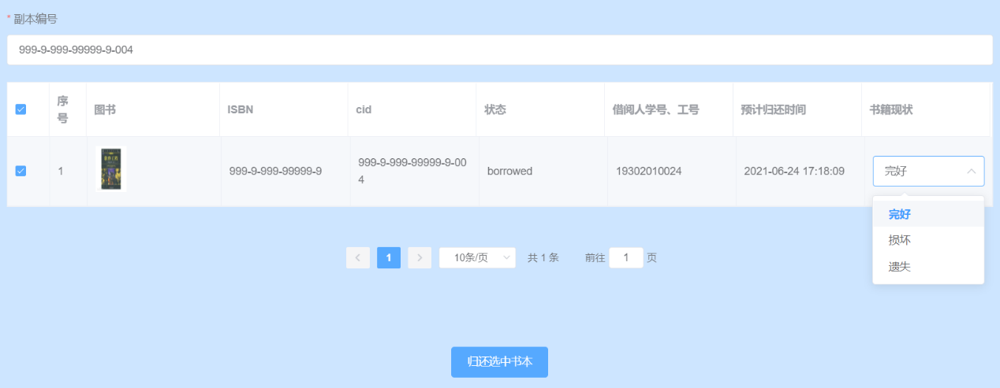 * 副本编号
999-9-999-99999-9-004
序
号
图书
ISBN
cid
状态
借阅人学号、工号
预计归还时间
书籍现状
1
999-9-999-99999-9
999-9-999-99999-9-00
4
borrowed
19302010024
2021-06-24 17:18:09
完好
完好
损坏
遗失
1
10条/页
共 1 条
前往 1 页
归还选中书本